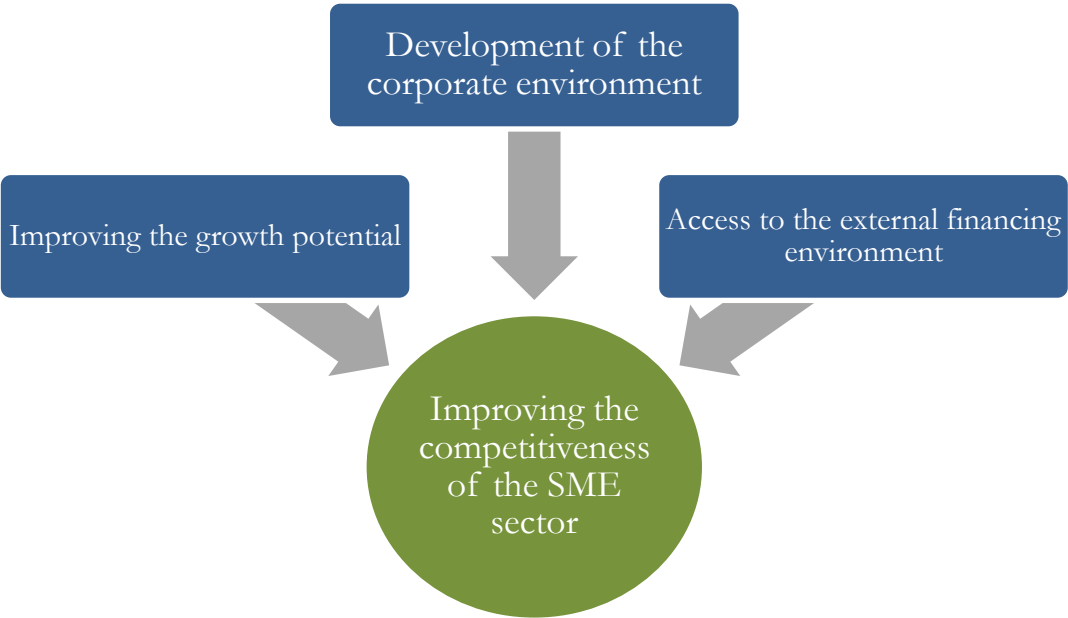 Development of the
corporate environment
Improving the growth potential
Access to the external financing
environment
Improving the
competitiveness
of the SME
sector